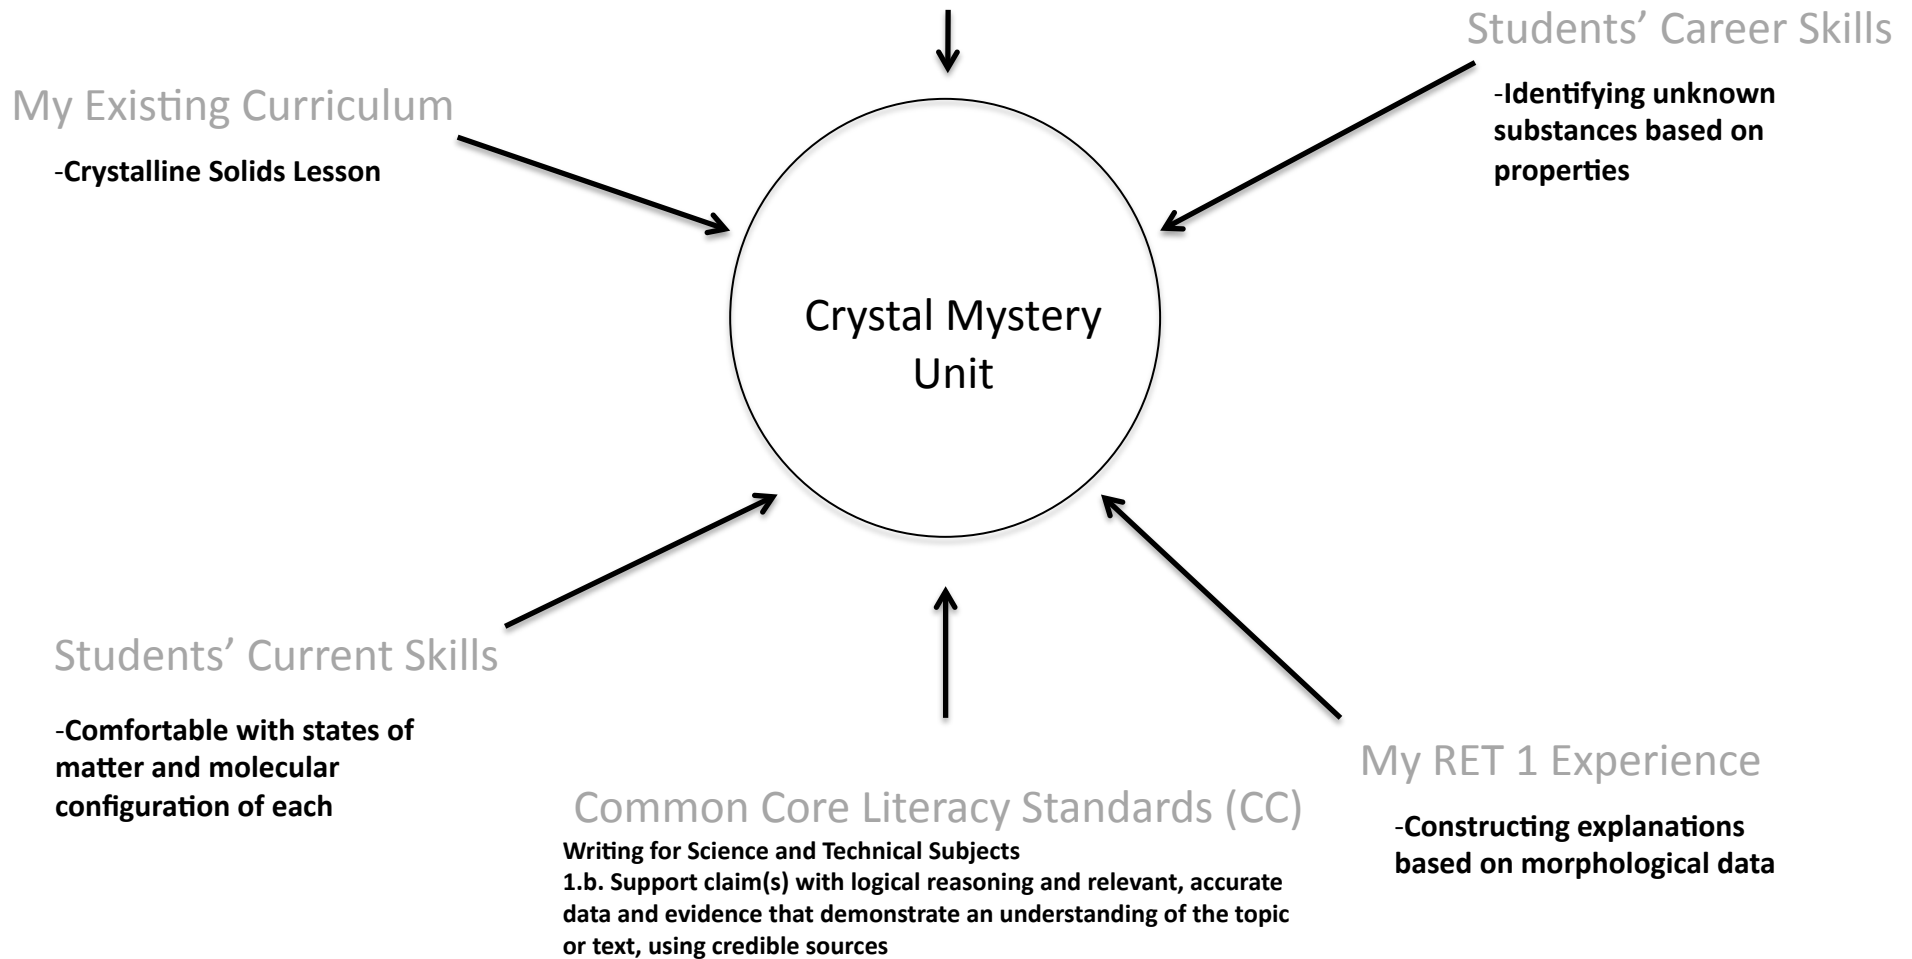 Students’ Career Skills
-Identifying unknown
substances based on
properties
My Existing Curriculum
-Crystalline Solids Lesson
Crystal Mystery
Unit
Students’ Current Skills
-Comfortable with states of
matter and molecular
configuration of each
Common Core Literacy Standards (CC)
Writing for Science and Technical Subjects
1.b. Support claim(s) with logical reasoning and relevant, accurate
data and evidence that demonstrate an understanding of the topic
or text, using credible sources
My RET 1 Experience
-Constructing explanations
based on morphological data